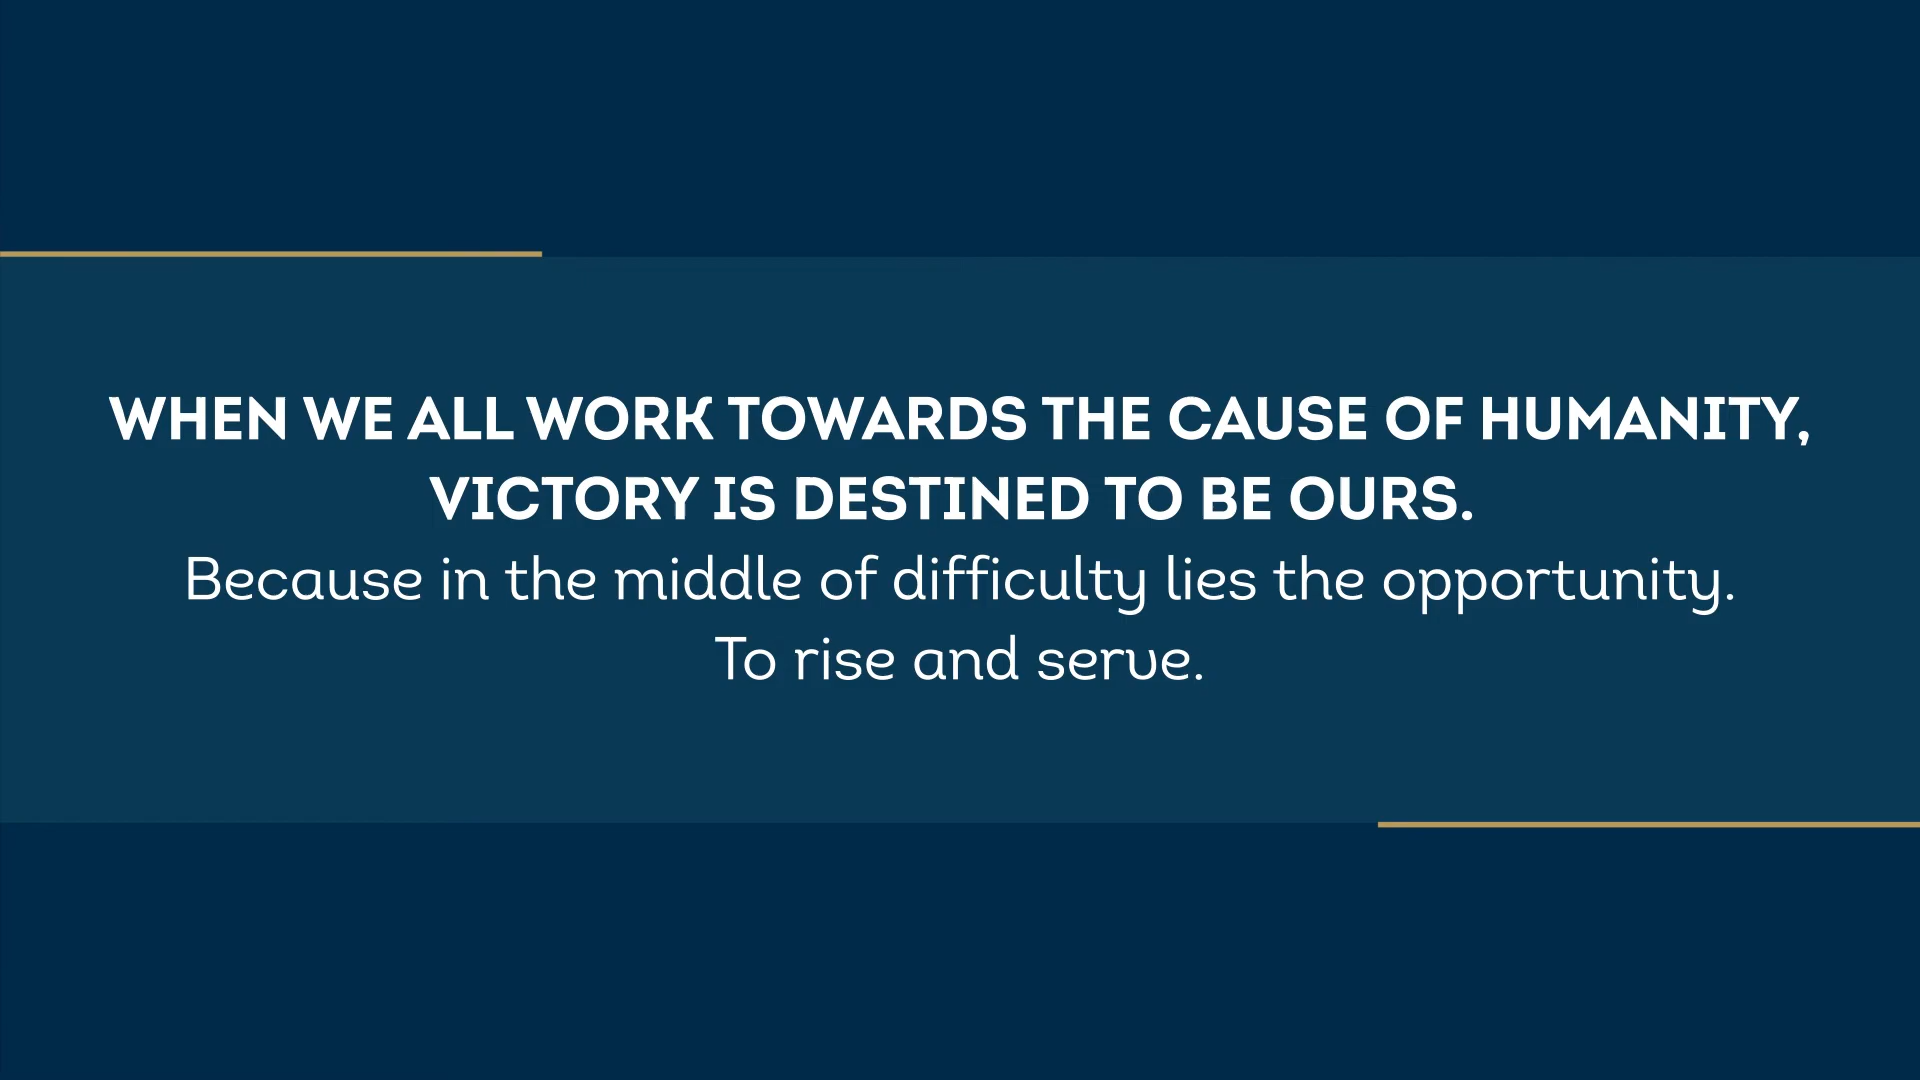 WHEN WE ALL WORK TOWARDS THE CAUSE OF HUMANITY,
VICTORY IS DESTINED TO BE OURS.
Because in the middle of difficulty lies the opportunity.
To rise and serve.